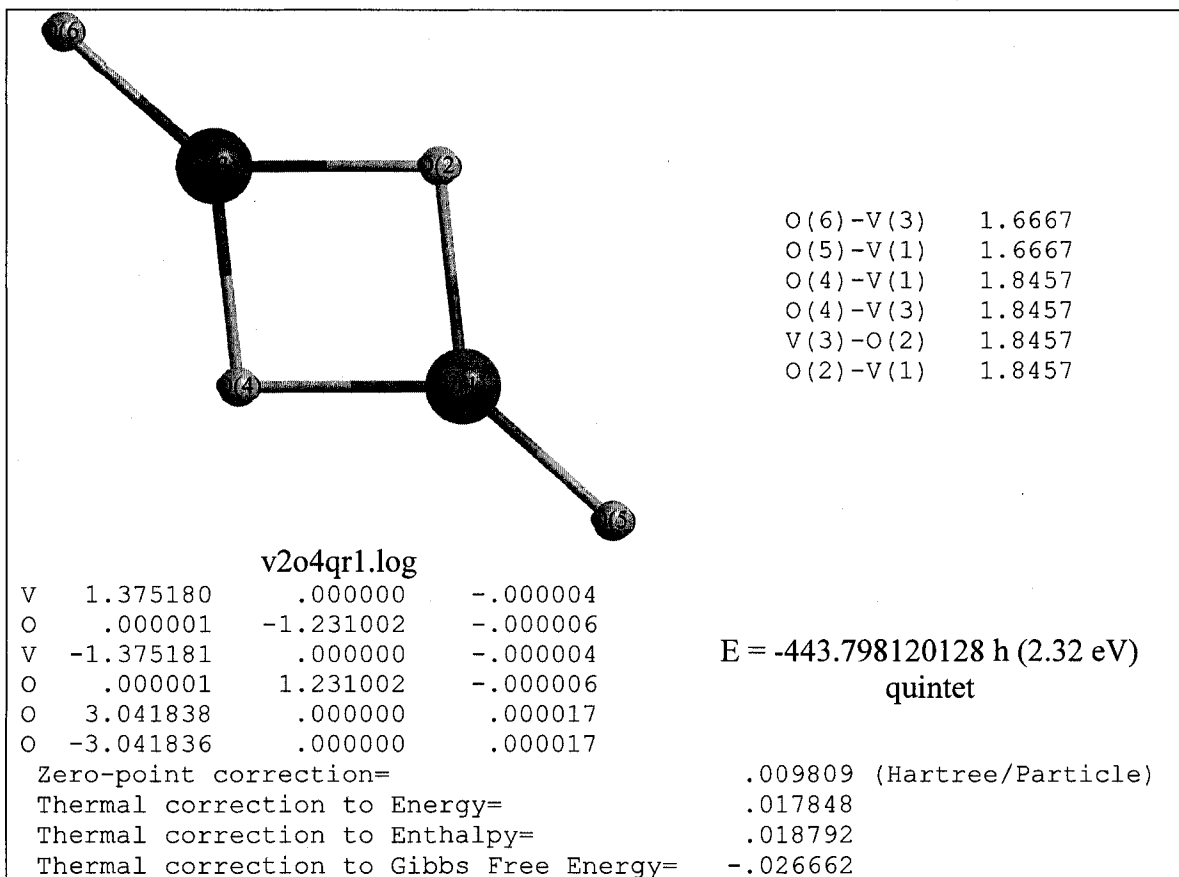 O(6)-V(3) 1.6667
O(5)-V(1) 1.6667
O(4)-V(1) 1.8457
O(4)-V(3) 1.8457
V(3)-O(2) 1.8457
O(2)-V(1) 1.8457
v2o4qr1.log
V 1.375180 .000000 -.000004
O .000001 -1.231002 -.000006
V -1.375181 .000000 -.000004
O .000001 1.231002 -.000006
O 3.041838 .000000 .000017
O -3.041836 .000000 .000017
E = -443.798120128 h (2.32 eV)
quintet
Zero-point correction= .009809 (Hartree/Particle)
Thermal correction to Energy= .017848
Thermal correction to Enthalpy= .018792
Thermal correction to Gibbs Free Energy= -.026662